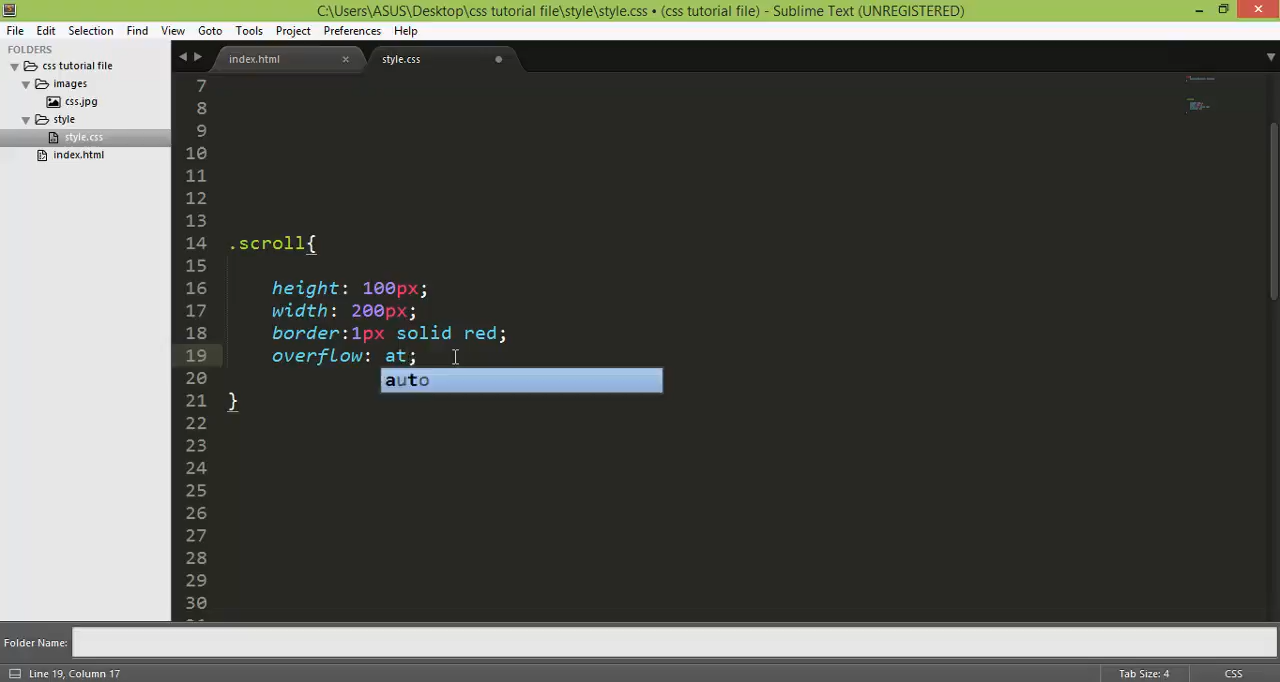 C:\Users\ASUS\Desktop\css tutorial file\style\style.css • (css tutorial file) - Sublime Text (UNREGISTERED)
File Edit Selection Find View Goto Tools Project Preferences Help
FOLDERS
css tutorial file
images
css.jpg
style
style.css
index.html
index.html × style.css
7
8
9
10
11
12
13
14 .scroll{
15
16 height: 100px;
17 width: 200px;
18 border:1px solid red;
19 overflow: at;
auto
20
21 }
22
23
24
25
26
27
28
29
30
Folder Name:
Line 19, Column 17 Tab Size: 4 CSS